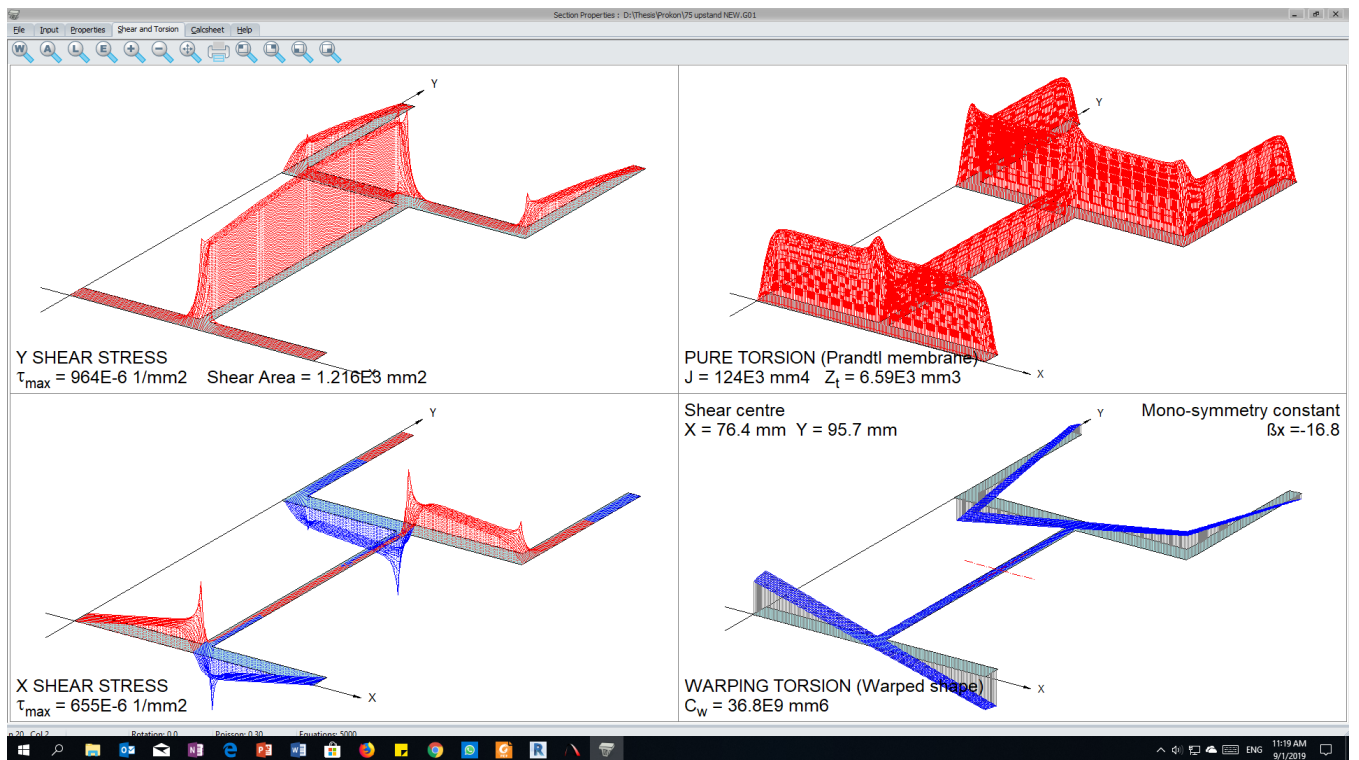 Section Properties : D:\Thesis\Prokon\75 upstand NEW.G01
File Input Properties Shear and Torsion Calcsheet Help
W A L E
Y
Y SHEAR STRESS
X
τmax = 964E-6 1/mm2 Shear Area = 1.216E3 mm2
Y
PURE TORSION (Prandtl membrane)
J = 124E3 mm4 Zt = 6.59E3 mm3
X
Y
X SHEAR STRESS
X
τmax = 655E-6 1/mm2
Shear centre
X = 76.4 mm Y = 95.7 mm
Mono-symmetry constant
ßx =-16.8
Y
WARPING TORSION (Warped shape)
X
Cw = 36.8E9 mm6
Rotation: 0.0 Poisson: 0.30 Equations: 5000
ENG
11:19 AM
9/1/2019